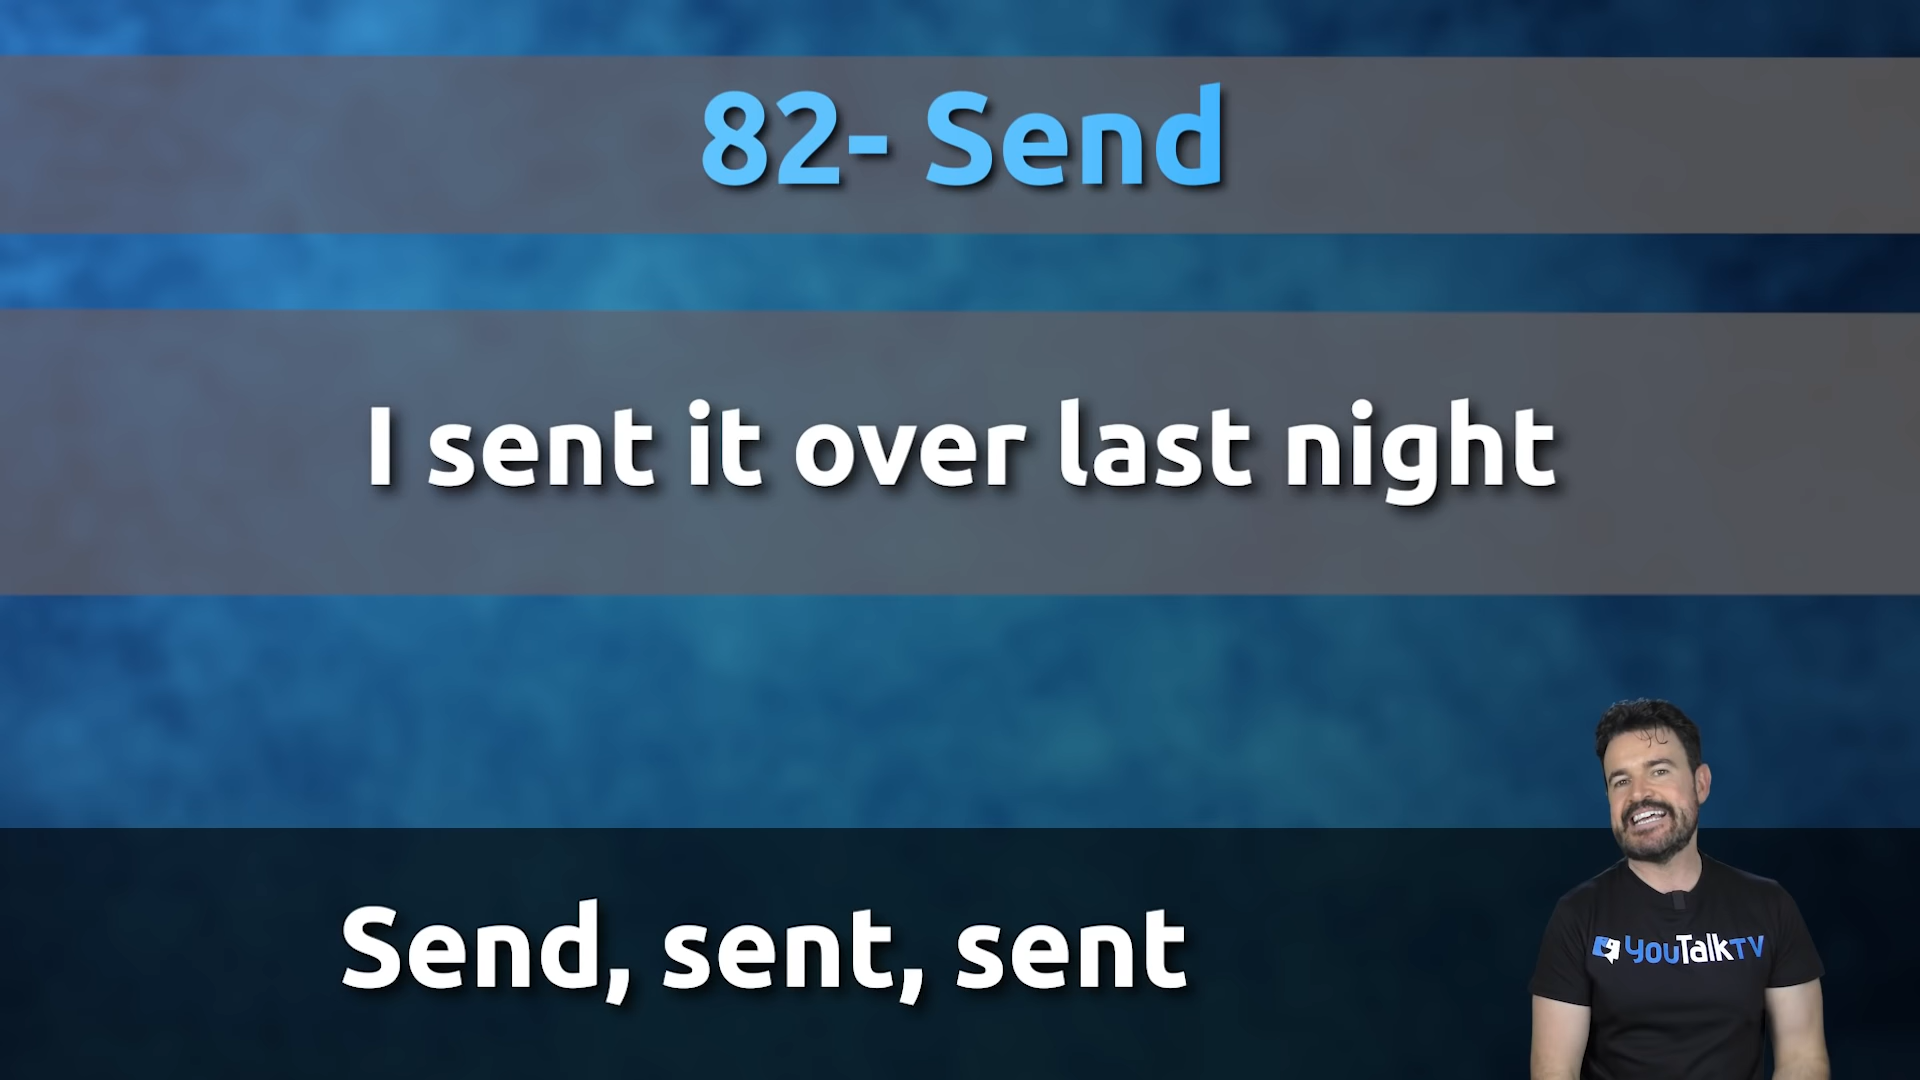 82- Send
I sent it over last night
Send, sent, sent
YouTalkTV